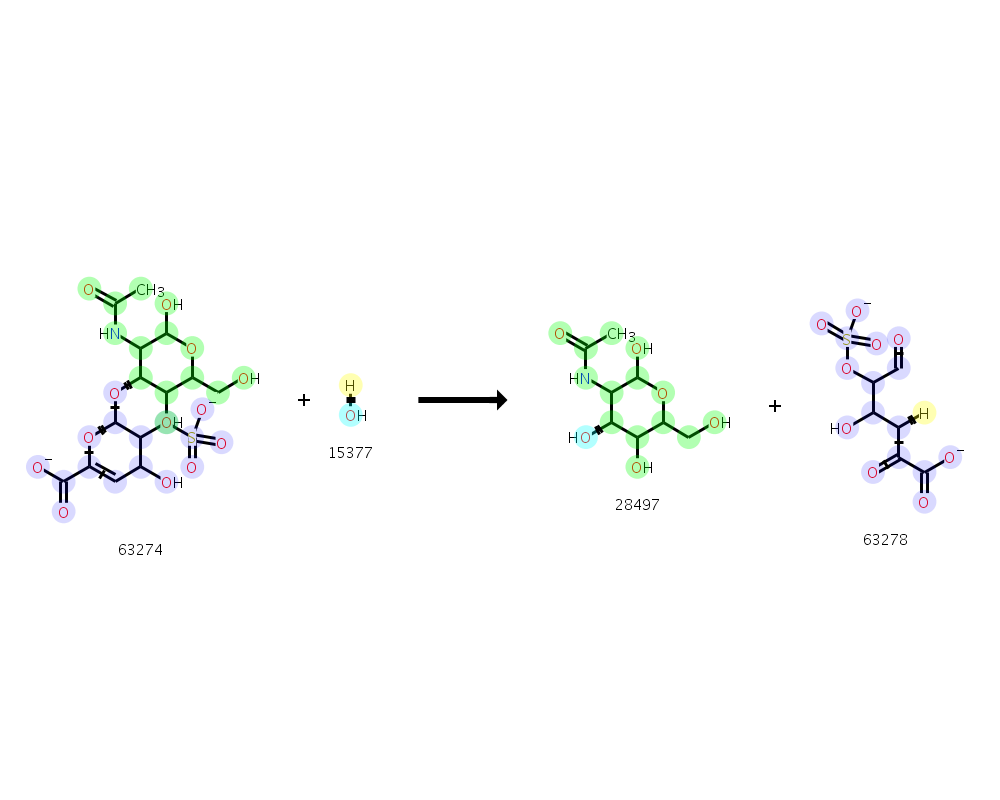 O CH3 OH
HN O
O OH O−
O OH S O
O− O OH
O
63274
+
H
OH
15377
O CH3 OH
HN O
HO OH
OH
28497
+
O O−
S O O
O
HO H
O O−
O
63278